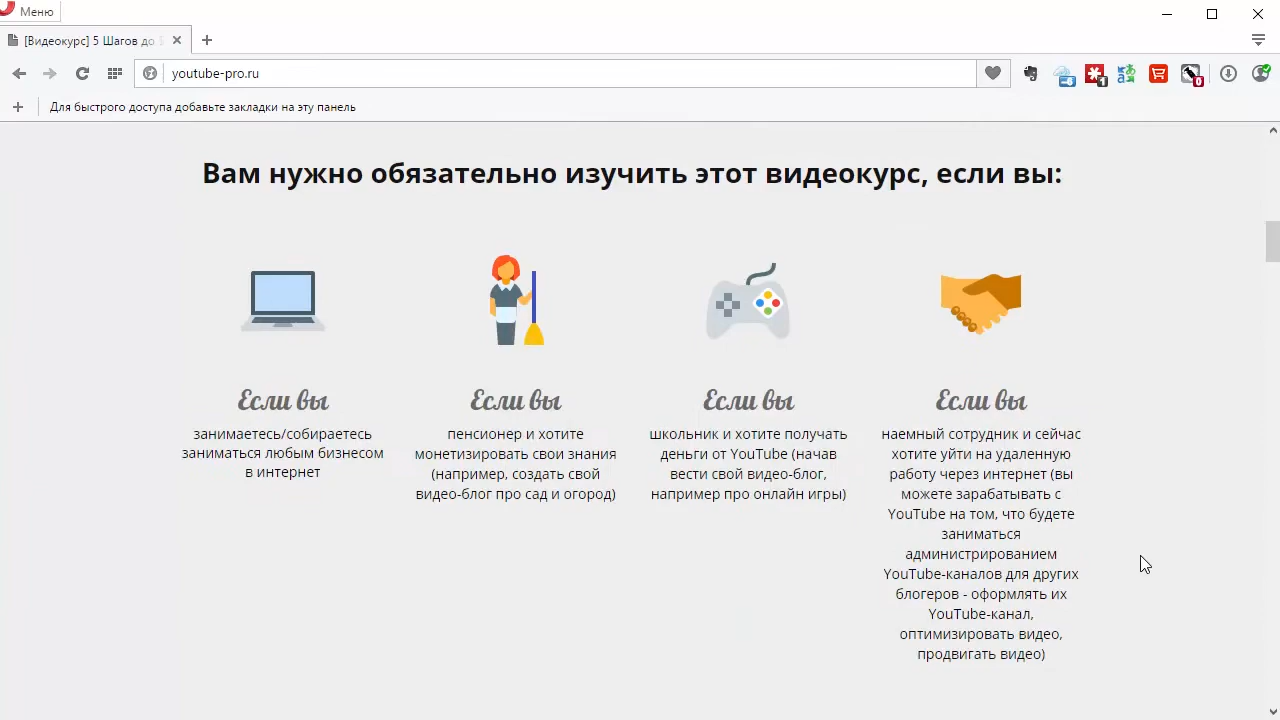 Меню
[Видеокурс] 5 Шагов до
youtube-pro.ru
Для быстрого доступа добавьте закладки на эту панель
Вам нужно обязательно изучить этот видеокурс, если вы:
Если вы
занимаетесь/собираетесь
заниматься любым бизнесом
в интернет
Если вы
пенсионер и хотите
монетизировать свои знания
(например, создать свой
видео-блог про сад и огород)
Если вы
школьник и хотите получать
деньги от YouTube (начав
вести свой видео-блог,
например про онлайн игры)
Если вы
наемный сотрудник и сейчас
хотите уйти на удаленную
работу через интернет (вы
можете зарабатывать с
YouTube на том, что будете
заниматься
администрированием
YouTube-каналов для других
блогеров - оформлять их
YouTube-канал,
оптимизировать видео,
продвигать видео)